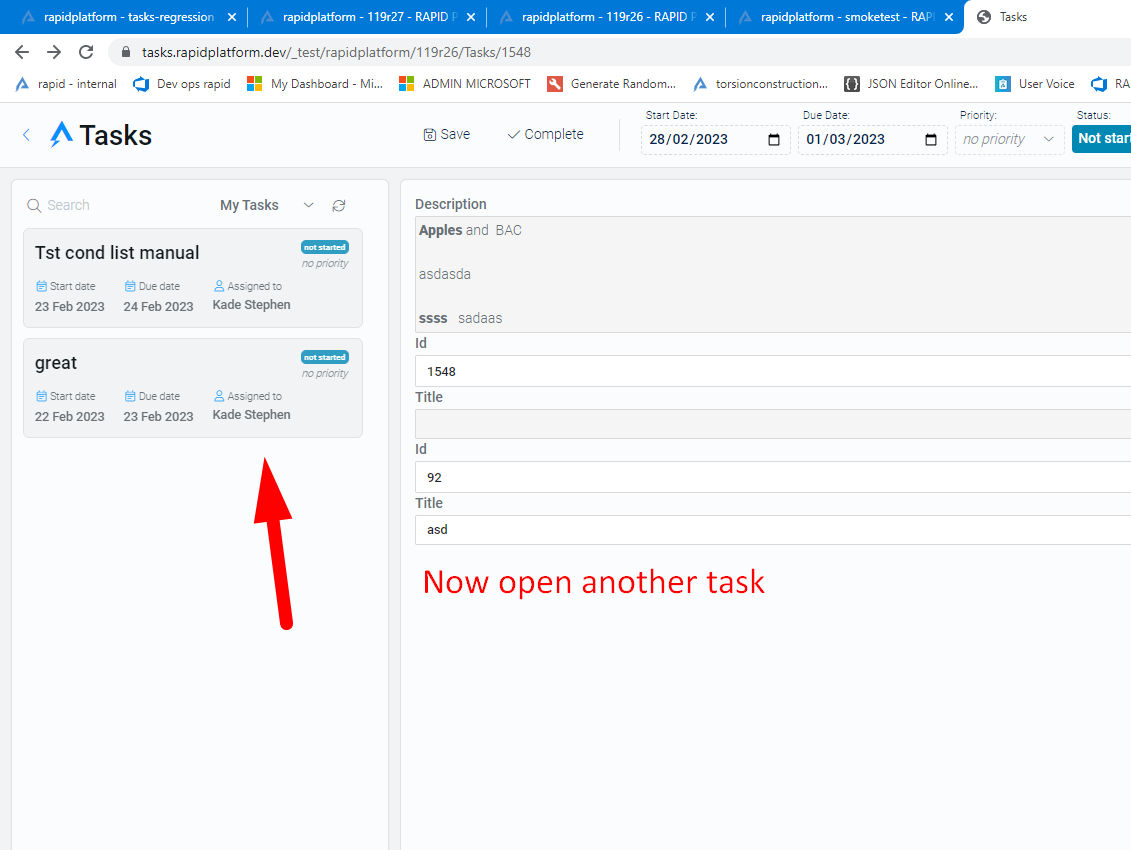 rapidplatform - tasks-regression
rapidplatform - 119r27 - RAPID P
rapidplatform - 119r26 - RAPID P
rapidplatform - smoketest - RAPI
Tasks
tasks.rapidplatform.dev/_test/rapidplatform/119r26/Tasks/1548
rapid - internal
Dev ops rapid
My Dashboard - Mi...
ADMIN MICROSOFT
Generate Random...
torsionconstruction...
JSON Editor Online...
User Voice
RA
Tasks
Save
Complete
Start Date:
28/02/2023
Due Date:
01/03/2023
Priority:
no priority
Status:
Not start
Search
My Tasks
Tst cond list manual
not started
no priority
Start date
Due date
Assigned to
23 Feb 2023
24 Feb 2023
Kade Stephen
great
not started
no priority
Start date
Due date
Assigned to
22 Feb 2023
23 Feb 2023
Kade Stephen
Description
Apples and BAC
asdasda
ssss sadaas
Id
1548
Title
Id
92
Title
asd
Now open another task